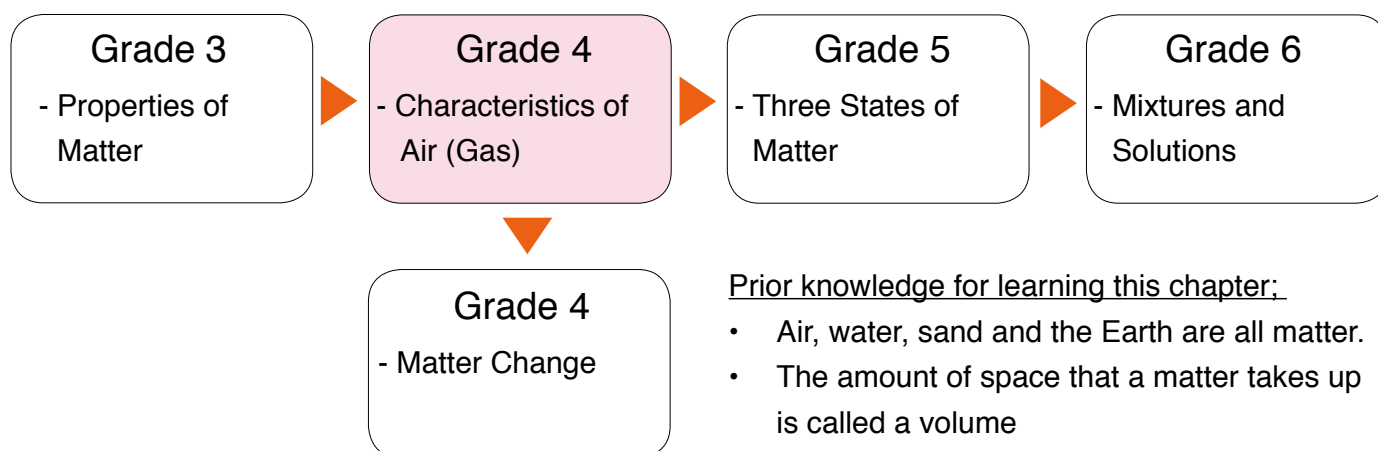 Grade 3
- Properties of
Matter
Grade 4
- Characteristics of
Air (Gas)
Grade 5
- Three States of
Matter
Grade 6
- Mixtures and
Solutions
Grade 4
- Matter Change
Prior knowledge for learning this chapter;
• Air, water, sand and the Earth are all matter.
• The amount of space that a matter takes up
is called a volume